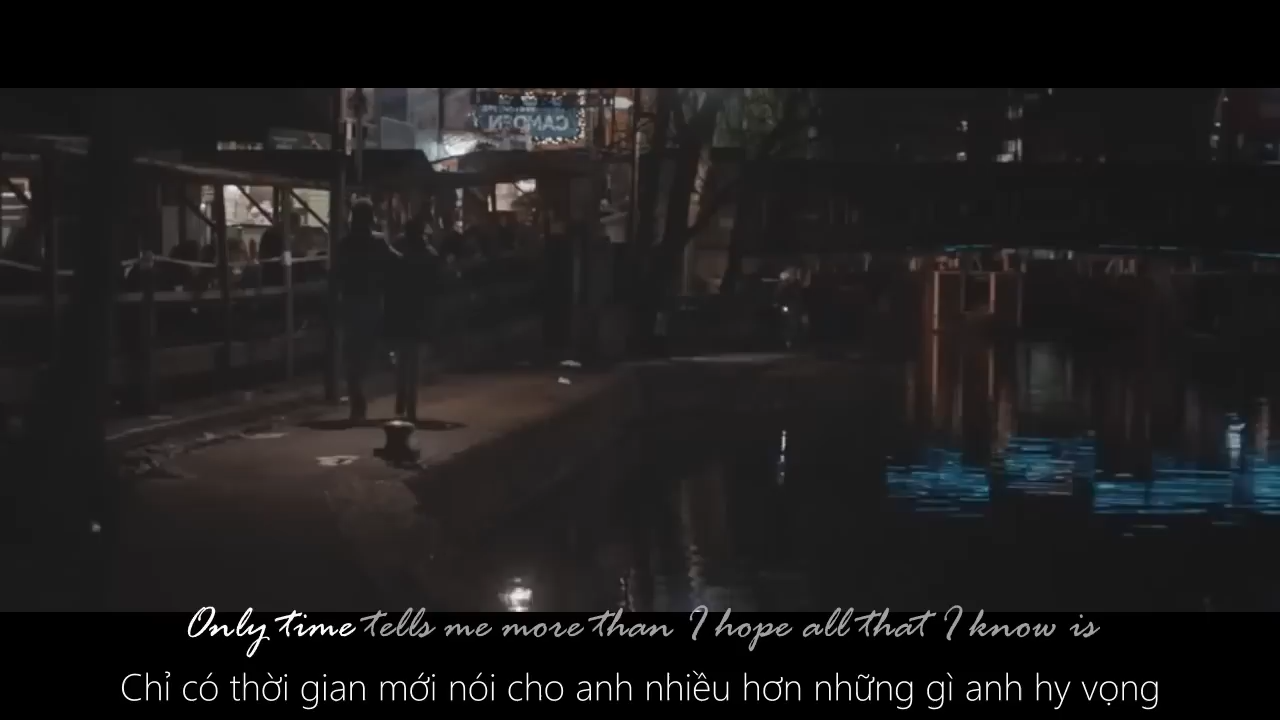 CAMDEN
Only time tells me more than I hope all that I know is
Chỉ có thời gian mới nói cho anh nhiều hơn những gì anh hy vọng